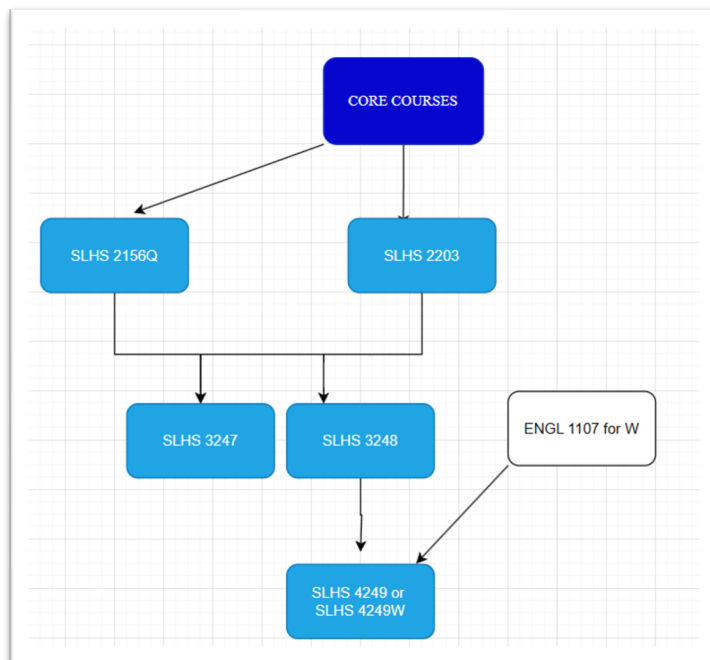 CORE COURSES
SLHS 2156Q
SLHS 2203
SLHS 3247
SLHS 3248
ENGL 1107 for W
SLHS 4249 or
SLHS 4249W